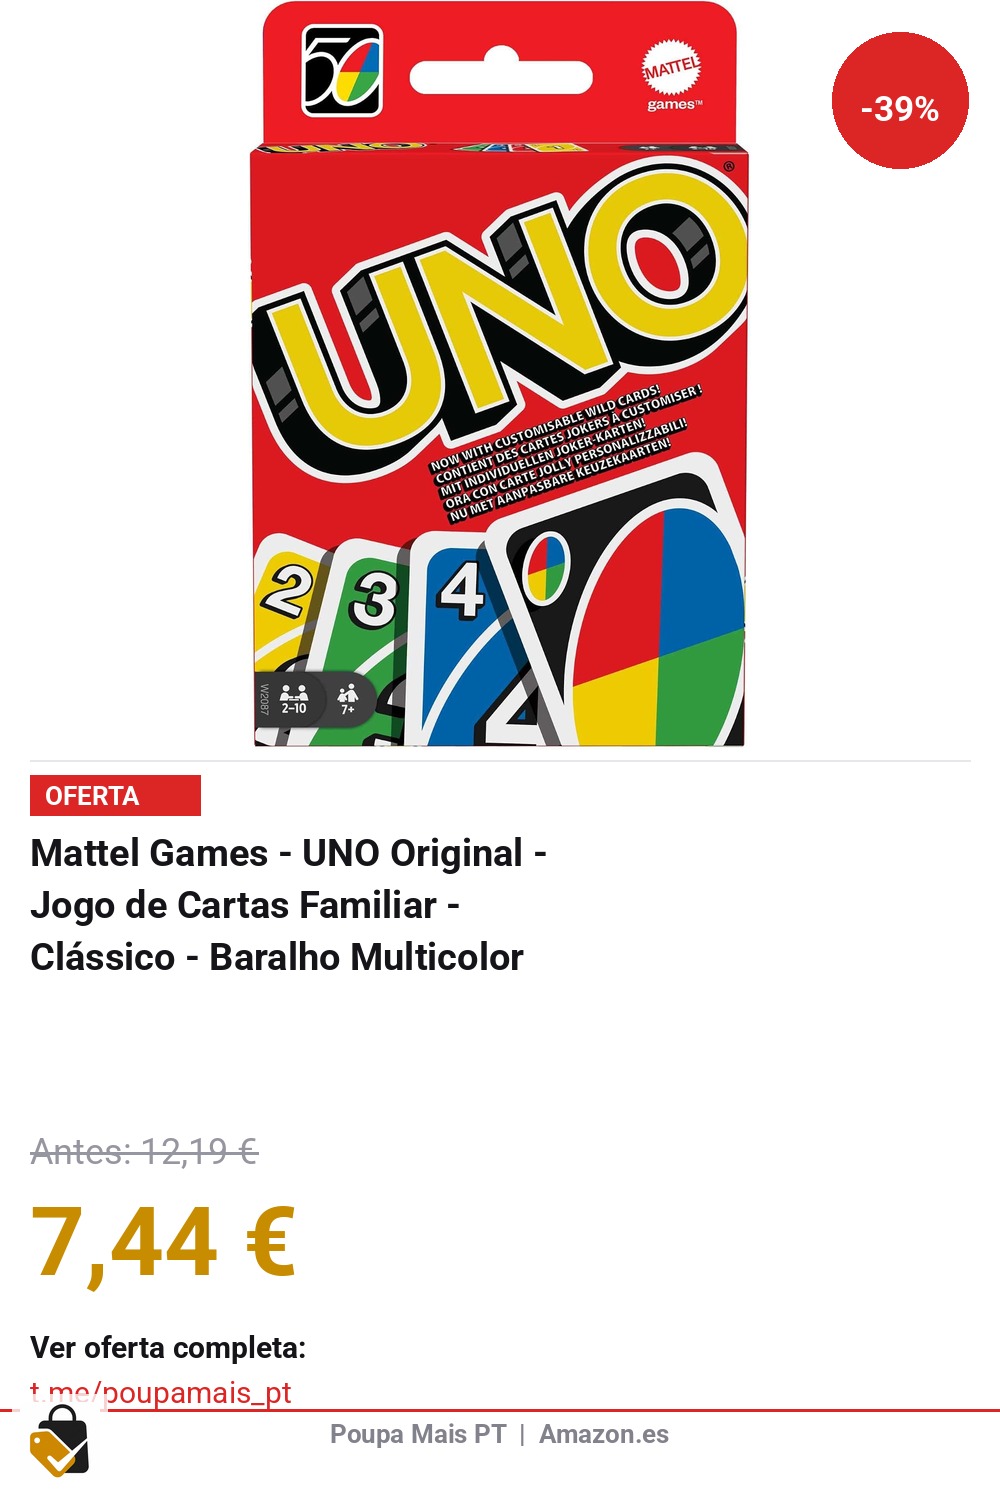 50
MATTEL
games™
-39%
UNO
UNO®
NOW WITH CUSTOMISABLE WILD CARDS!
CONTIENT DES CARTES JOKERS À CUSTOMISER !
MIT INDIVIDUELLEN JOKER-KARTEN!
ORA CON CARTE JOLLY PERSONALIZZABILI!
NU MET AANPASBARE KEUZEKAARTEN!
2
3
4
W2087
2–10
7+
OFERTA
Mattel Games - UNO Original -
Jogo de Cartas Familiar -
Clássico - Baralho Multicolor
Antes: 12,19 €
7,44 €
Ver oferta completa:
t.me/poupamais_pt
Poupa Mais PT | Amazon.es